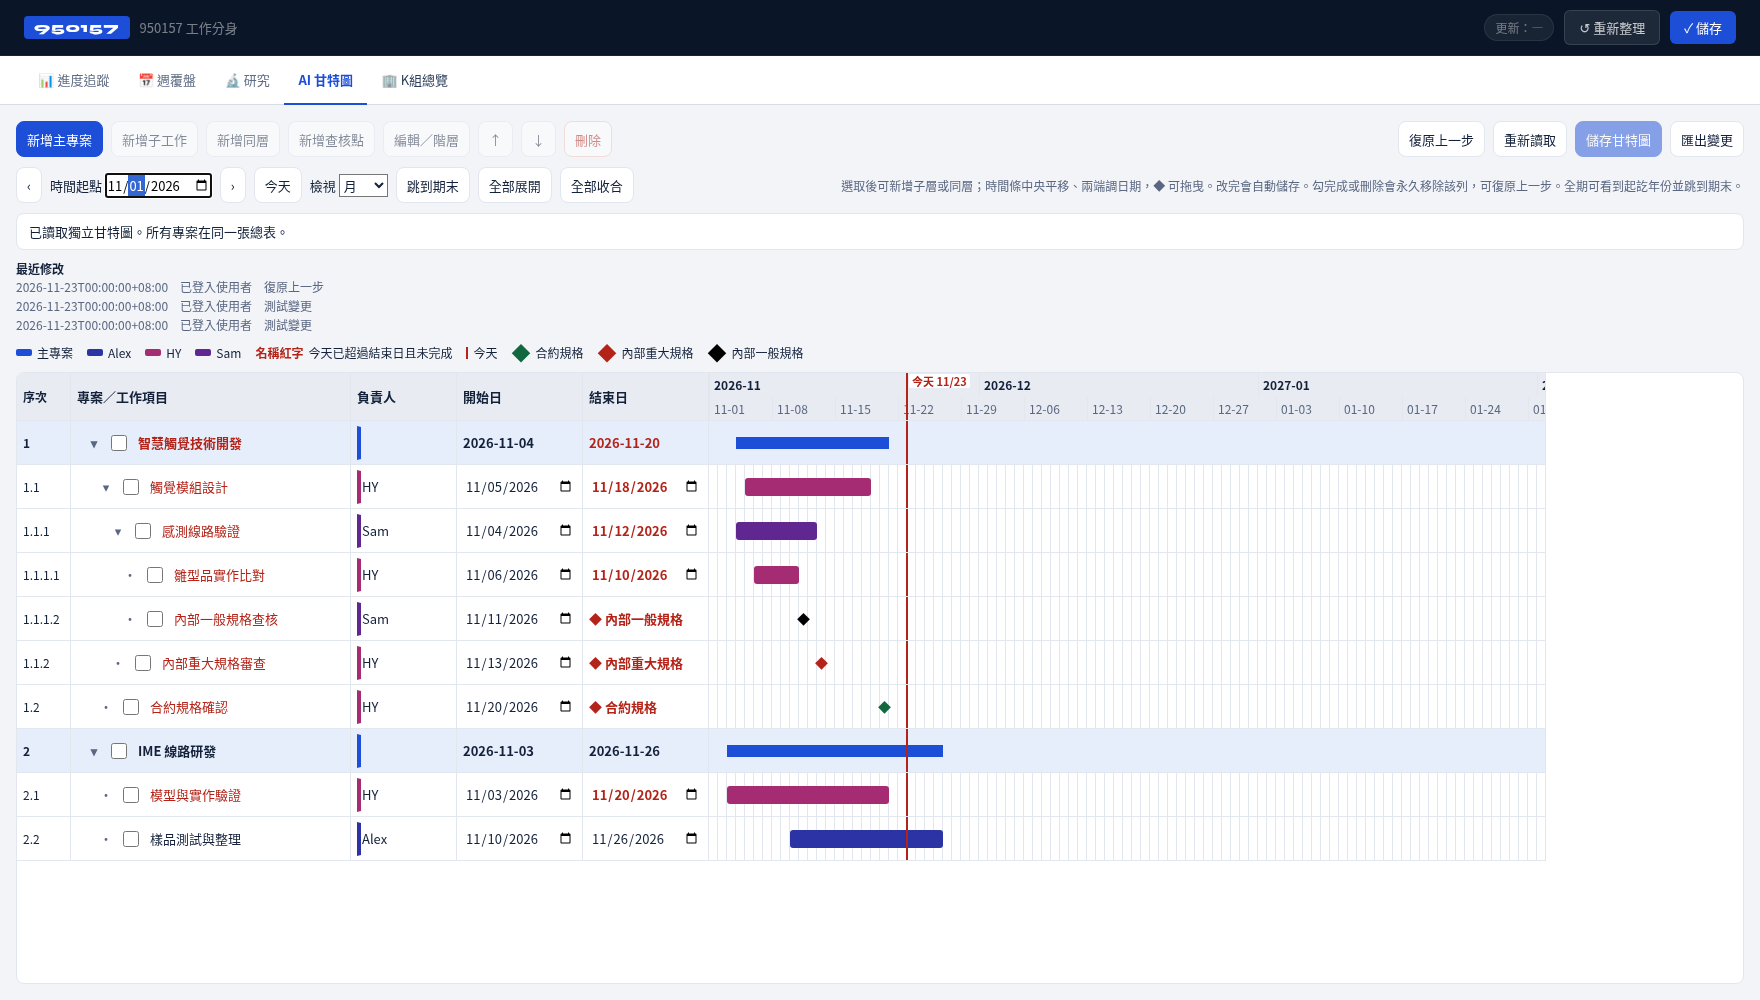 950157 950157 工作分身 更新：— ↺ 重新整理 ✓ 儲存
📊 進度追蹤 📅 週覆盤 🔬 研究 AI 甘特圖 🏢 K組總覽
新增主專案 新增子工作 新增同層 新增查核點 編輯／階層 ↑ ↓ 刪除 復原上一步 重新讀取 儲存甘特圖 匯出變更
‹ 時間起點 11/01/2026 › 今天 檢視 月 跳到期末 全部展開 全部收合 選取後可新增子層或同層；時間條中央平移、兩端調日期，◆ 可拖曳。改完會自動儲存。勾完成或刪除會永久移除該列，可復原上一步。全期可看到起訖年份並跳到期末。
已讀取獨立甘特圖。所有專案在同一張總表。
最近修改
2026-11-23T00:00:00+08:00 已登入使用者 復原上一步
2026-11-23T00:00:00+08:00 已登入使用者 測試變更
2026-11-23T00:00:00+08:00 已登入使用者 測試變更
主專案 Alex HY Sam 名稱紅字 今天已超過結束日且未完成 今天 合約規格 內部重大規格 內部一般規格
序次 專案／工作項目 負責人 開始日 結束日
2026-11 今天 11/23 2026-12 2027-01
11-01 11-08 11-15 11-22 11-29 12-06 12-13 12-20 12-27 01-03 01-10 01-17 01-24 01
1 ▼ 智慧觸覺技術開發 2026-11-04 2026-11-20
1.1 ▼ 觸覺模組設計 HY 11/05/2026 11/18/2026
1.1.1 ▼ 感測線路驗證 Sam 11/04/2026 11/12/2026
1.1.1.1 • 雛型品實作比對 HY 11/06/2026 11/10/2026
1.1.1.2 • 內部一般規格查核 Sam 11/11/2026 ◆ 內部一般規格
1.1.2 • 內部重大規格審查 HY 11/13/2026 ◆ 內部重大規格
1.2 • 合約規格確認 HY 11/20/2026 ◆ 合約規格
2 ▼ IME 線路研發 2026-11-03 2026-11-26
2.1 • 模型與實作驗證 HY 11/03/2026 11/20/2026
2.2 • 樣品測試與整理 Alex 11/10/2026 11/26/2026